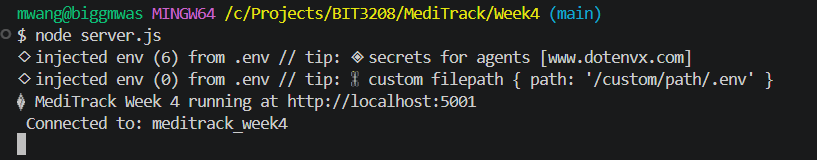 mwang@biggmwas MINGW64 /c/Projects/BIT3208/MediTrack/Week4 (main)
$ node server.js
◇ injected env (6) from .env // tip: ◈ secrets for agents [www.dotenvx.com]
◇ injected env (0) from .env // tip: ⌘ custom filepath { path: '/custom/path/.env' }
MediTrack Week 4 running at http://localhost:5001
Connected to: meditrack_week4